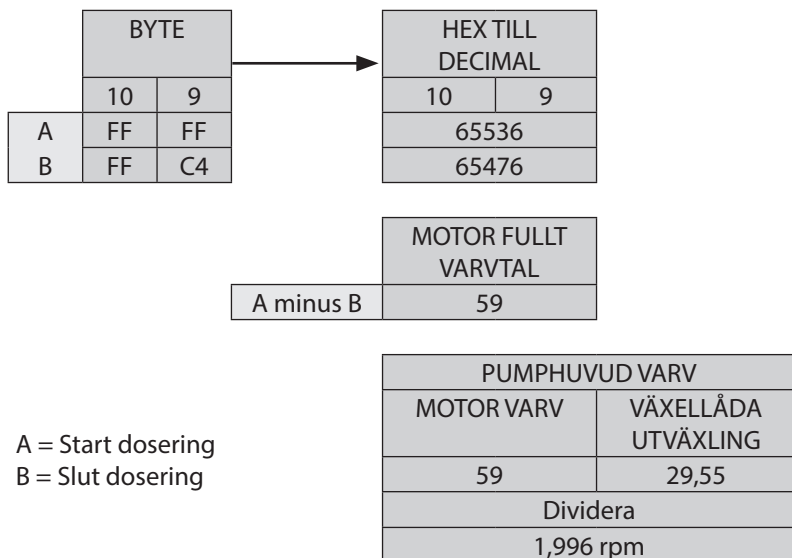 BYTE
HEX TILL
DECIMAL
10 9
10 9
A FF FF
65536
B FF C4
65476
MOTOR FULLT
VARVTAL
A minus B 59
PUMPHUVUD VARV
MOTOR VARV
VÄXELLÅDA
UTVÄXLING
59 29,55
Dividera
1,996 rpm
A = Start dosering
B = Slut dosering